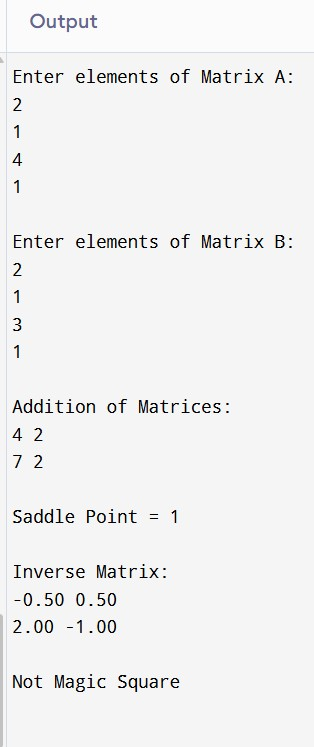 Output
Enter elements of Matrix A:
2
1
4
1
Enter elements of Matrix B:
2
1
3
1
Addition of Matrices:
4 2
7 2
Saddle Point = 1
Inverse Matrix:
-0.50 0.50
2.00 -1.00
Not Magic Square